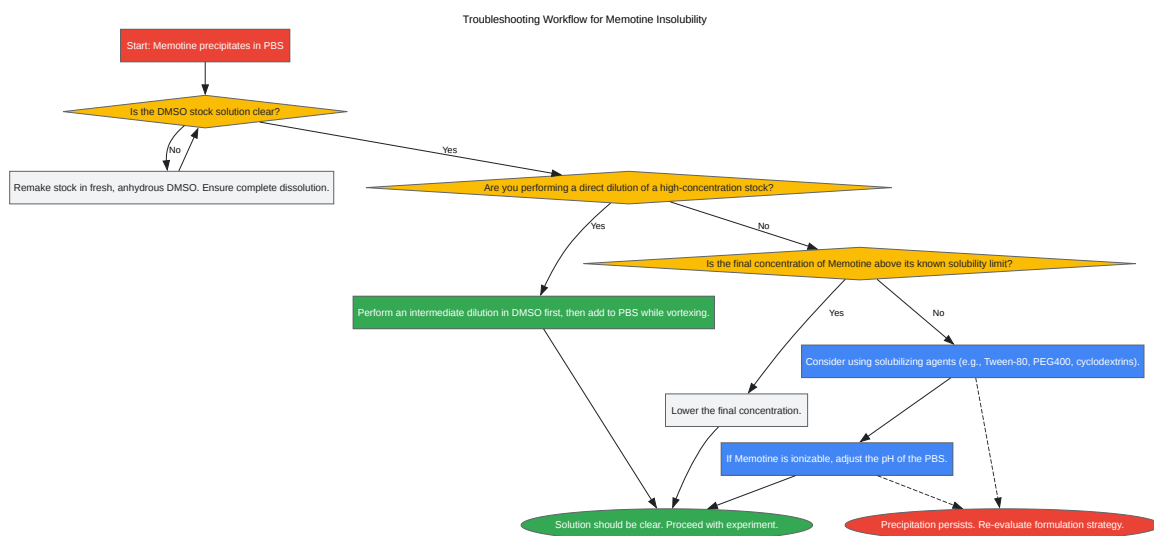 Troubleshooting Workflow for Memotine Insolubility
Start: Memotine precipitates in PBS
Is the DMSO stock solution clear?
No
Yes
Remake stock in fresh, anhydrous DMSO. Ensure complete dissolution.
Are you performing a direct dilution of a high-concentration stock?
Yes
No
Is the final concentration of Memotine above its known solubility limit?
Perform an intermediate dilution in DMSO first, then add to PBS while vortexing.
Yes
No
Consider using solubilizing agents (e.g., Tween-80, PEG400, cyclodextrins).
Lower the final concentration.
If Memotine is ionizable, adjust the pH of the PBS.
Solution should be clear. Proceed with experiment.
Precipitation persists. Re-evaluate formulation strategy.